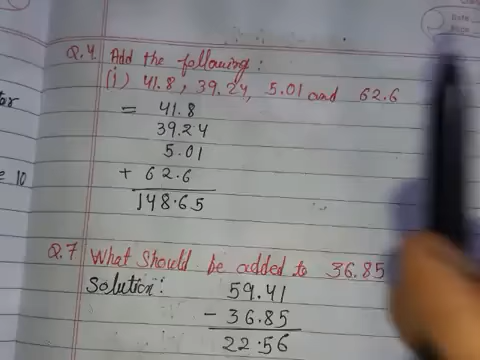 Q.4 Add the following:
(i) 41.8, 39.24, 5.01 and 62.6
= 41.8
39.24
5.01
+ 62.6
148.65
Q.7 What should be added to 36.85
Solution:
59.41
- 36.85
22.56